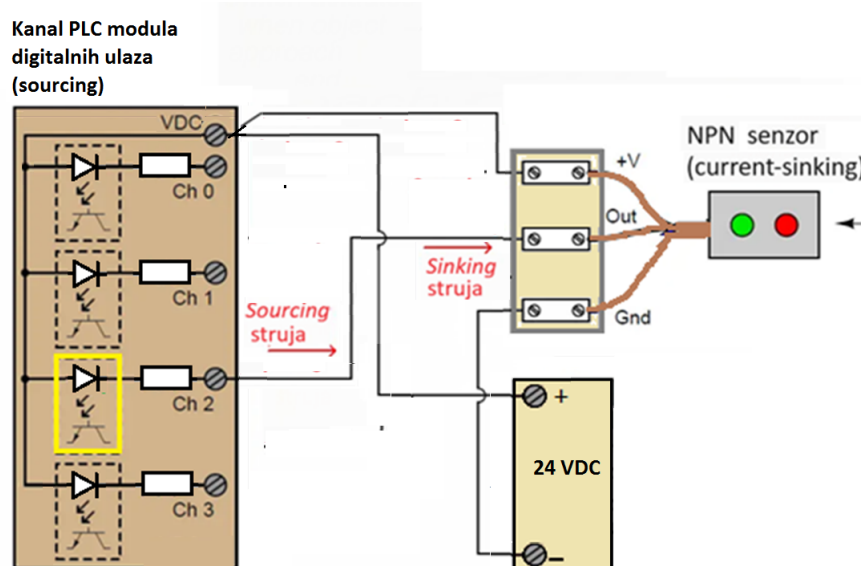 Kanal PLC modula
digitalnih ulaza
(sourcing)
VDC
Ch 0
Ch 1
Sourcing
struja
Ch 2
Ch 3
Sinking
struja
+V
Out
Gnd
NPN senzor
(current-sinking)
+
24 VDC
–